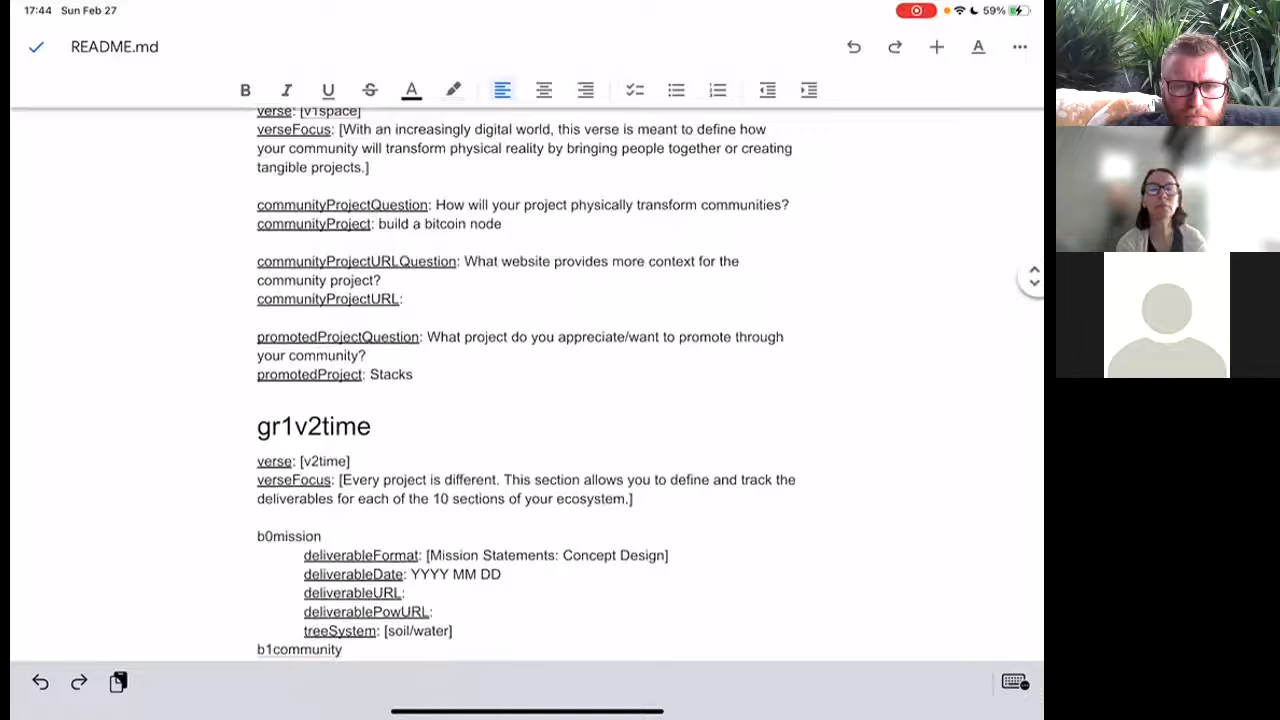 17:44 Sun Feb 27
59%
README.md
verse: [v1space]
verseFocus: [With an increasingly digital world, this verse is meant to define how
your community will transform physical reality by bringing people together or creating
tangible projects.]
communityProjectQuestion: How will your project physically transform communities?
communityProject: build a bitcoin node
communityProjectURLQuestion: What website provides more context for the
community project?
communityProjectURL:
promotedProjectQuestion: What project do you appreciate/want to promote through
your community?
promotedProject: Stacks
gr1v2time
verse: [v2time]
verseFocus: [Every project is different. This section allows you to define and track the
deliverables for each of the 10 sections of your ecosystem.]
b0mission
deliverableFormat: [Mission Statements: Concept Design]
deliverableDate: YYYY MM DD
deliverableURL:
deliverablePowURL:
treeSystem: [soil/water]
b1community